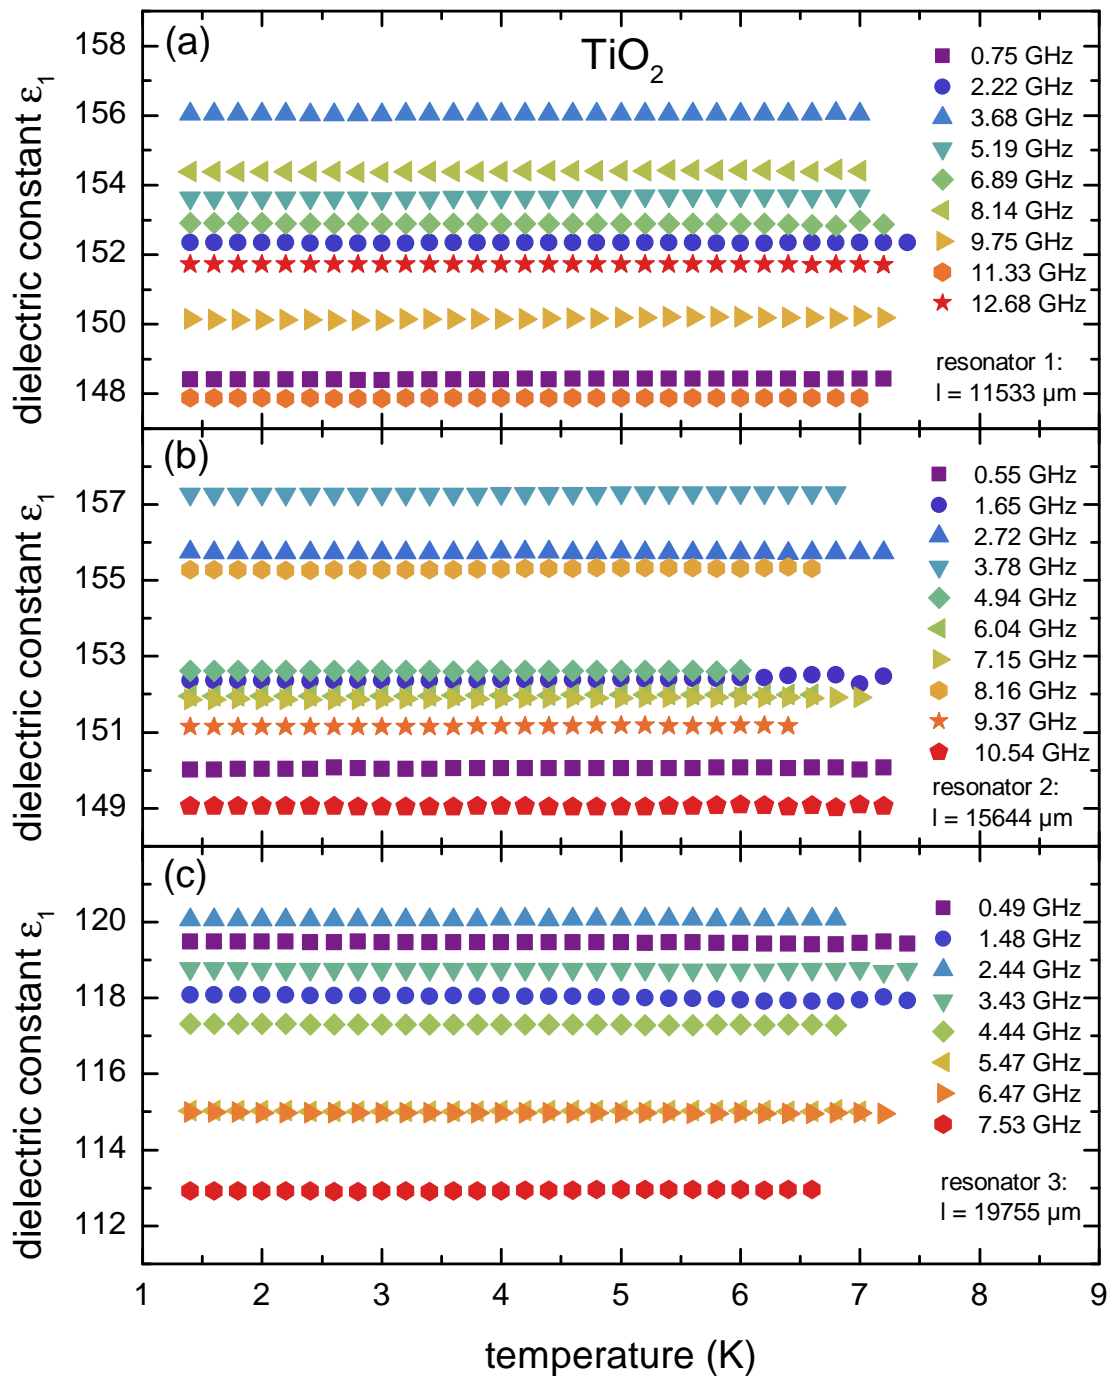 (a)
TiO2
158
156
154
152
150
148
dielectric constant ε1
0.75 GHz
2.22 GHz
3.68 GHz
5.19 GHz
6.89 GHz
8.14 GHz
9.75 GHz
11.33 GHz
12.68 GHz
resonator 1:
l = 11533 µm
(b)
157
155
153
151
149
dielectric constant ε1
0.55 GHz
1.65 GHz
2.72 GHz
3.78 GHz
4.94 GHz
6.04 GHz
7.15 GHz
8.16 GHz
9.37 GHz
10.54 GHz
resonator 2:
l = 15644 µm
(c)
120
118
116
114
112
dielectric constant ε1
0.49 GHz
1.48 GHz
2.44 GHz
3.43 GHz
4.44 GHz
5.47 GHz
6.47 GHz
7.53 GHz
resonator 3:
l = 19755 µm
1 2 3 4 5 6 7 8 9
temperature (K)